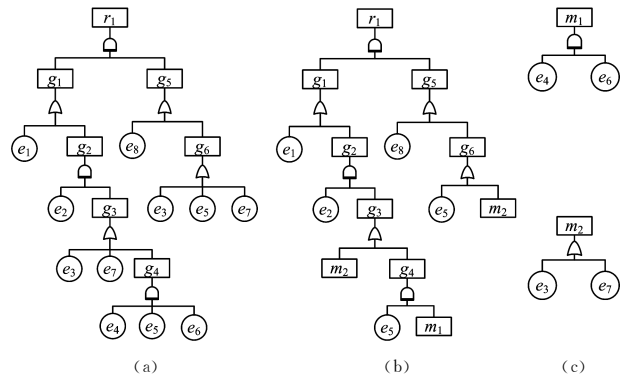 r1 r1 m1
g1 g5 g1 g5 e4 e6
e1 g2 e8 g6 e1 g2 e8 g6
e2 g3 e3 e5 e7 e2 g3 e5 m2 m2
e3 e7 g4 m2 g4 e3 e7
e4 e5 e6 e5 m1
(a) (b) (c)